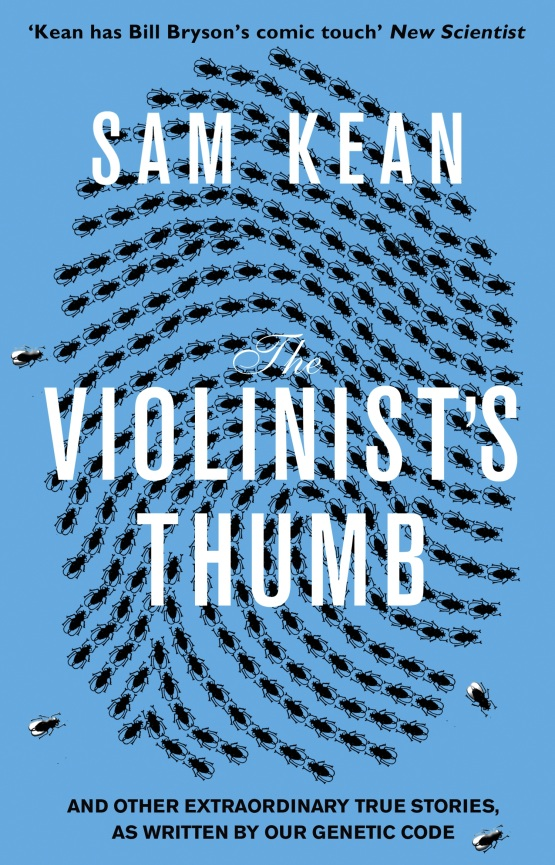 ‘Kean has Bill Bryson’s comic touch’ New Scientist
SAM KEAN
The
VIOLINIST’S
THUMB
AND OTHER EXTRAORDINARY TRUE STORIES,
AS WRITTEN BY OUR GENETIC CODE